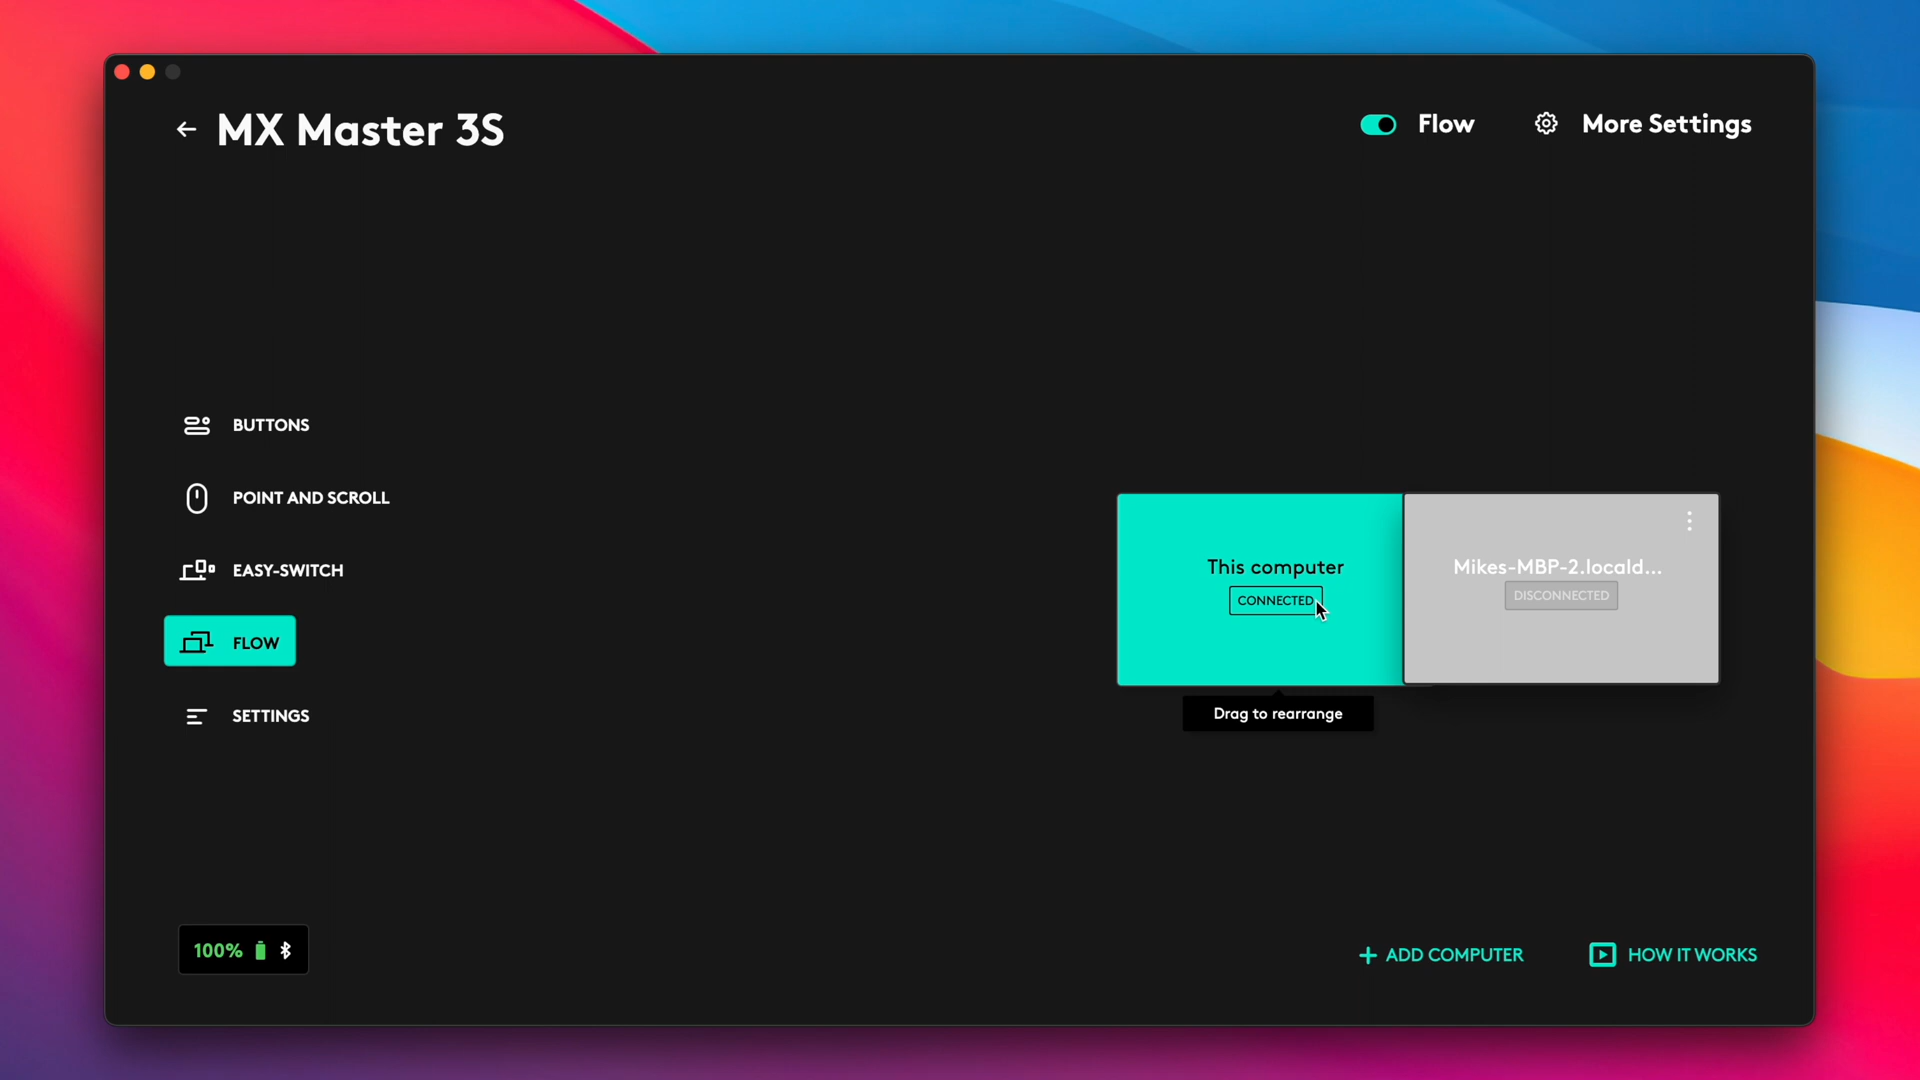 MX Master 3S
Flow
More Settings
BUTTONS
POINT AND SCROLL
EASY-SWITCH
FLOW
SETTINGS
This computer
CONNECTED
Mikes-MBP-2.locald...
DISCONNECTED
Drag to rearrange
100%
ADD COMPUTER
HOW IT WORKS